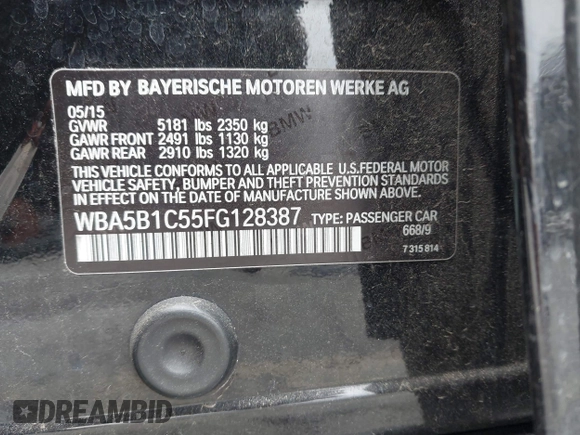 MFD BY BAYERISCHE MOTOREN WERKE AG
05/15
GVWR 5181 lbs 2350 kg
GAWR FRONT 2491 lbs 1130 kg
GAWR REAR 2910 lbs 1320 kg
THIS VEHICLE CONFORMS TO ALL APPLICABLE U.S.FEDERAL MOTOR
VEHICLE SAFETY, BUMPER AND THEFT PREVENTION STANDARDS
IN EFFECT ON THE DATE OF MANUFACTURE SHOWN ABOVE.
WBA5B1C55FG128387 TYPE: PASSENGER CAR
668/9
7 315 814
DREAMBID